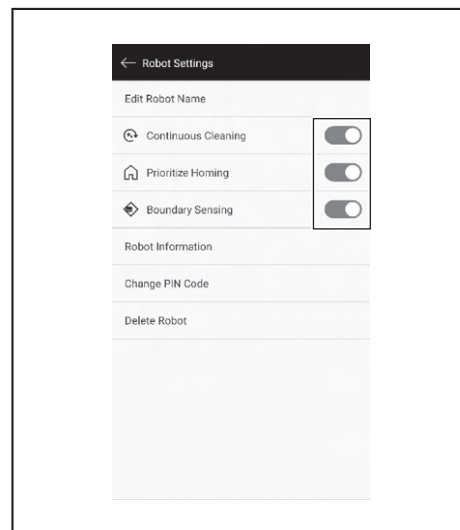 Robot Settings
Edit Robot Name
Continuous Cleaning
Prioritize Homing
Boundary Sensing
Robot Information
Change PIN Code
Delete Robot